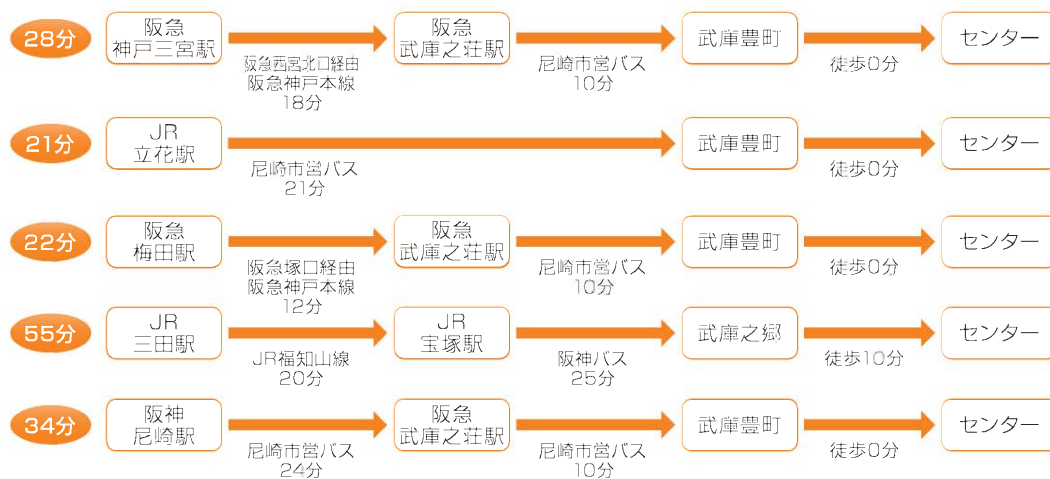 28分
阪急
神戸三宮駅
阪急西宮北口経由
阪急神戸本線
18分
阪急
武庫之荘駅
尼崎市営バス
10分
武庫豊町
徒歩0分
センター
21分
JR
立花駅
尼崎市営バス
21分
武庫豊町
徒歩0分
センター
22分
阪急
梅田駅
阪急塚口経由
阪急神戸本線
12分
阪急
武庫之荘駅
尼崎市営バス
10分
武庫豊町
徒歩0分
センター
55分
JR
三田駅
JR福知山線
20分
JR
宝塚駅
阪神バス
25分
武庫之郷
徒歩10分
センター
34分
阪神
尼崎駅
尼崎市営バス
24分
阪急
武庫之荘駅
尼崎市営バス
10分
武庫豊町
徒歩0分
センター